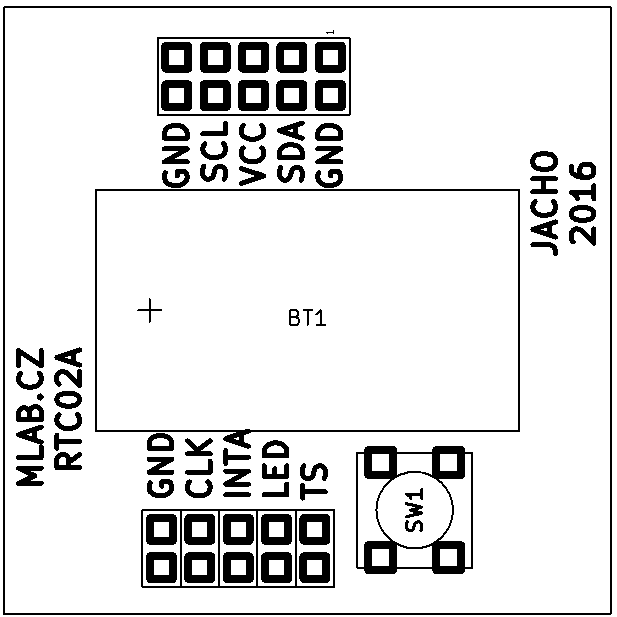 1
GND
SCL
VCC
SDA
GND
JACHO
2016
BT1
MLAB.CZ
RTC02A
GND
CLK
INTA
LED
TS
SW1